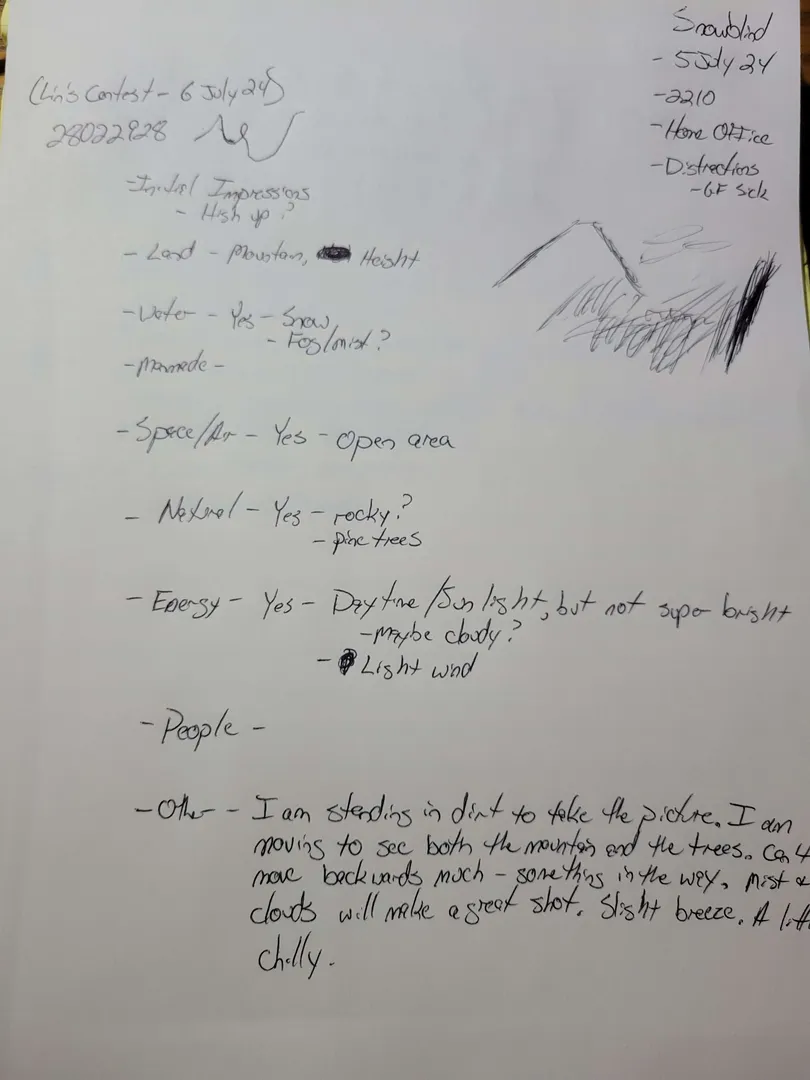 Snowblind
- 5 July 24
- 2210
- Home Office
- Distractions
- GF Sick
(Lin's Contest - 6 July 24)
28022928
- Initial Impressions
- High up?
- Land - Mountain, Height
- Water - Yes - Snow
- Fog/mist?
- Manmade -
- Space/Air - Yes - Open area
- Natural - Yes - rocky?
- pine trees
- Energy - Yes - Daytime/Sunlight, but not super bright
- Maybe cloudy?
- Light wind
- People -
- Other - I am standing in dirt to take the picture. I am
moving to see both the mountain and the trees. Can't
move backwards much - something in the way. Mist &
clouds will make a great shot. Slight breeze. A
chilly.